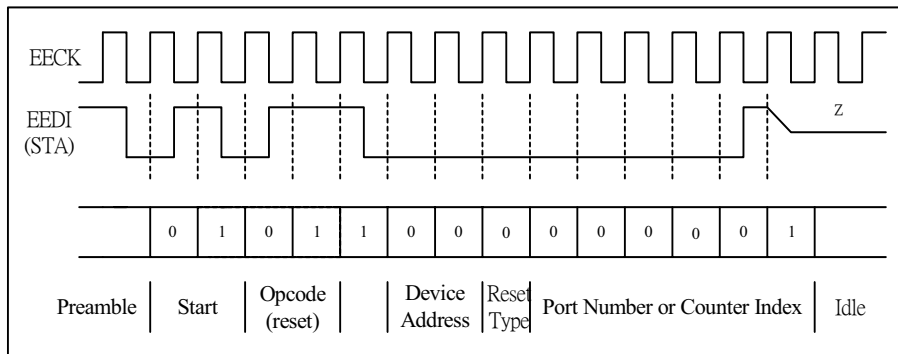 EECK
EEDI
(STA)
Z
0 1 0 1 1 0 0 0 0 0 0 0 0 1
Preamble
Start
Opcode
(reset)
Device
Address
Reset
Type
Port Number or Counter Index
Idle